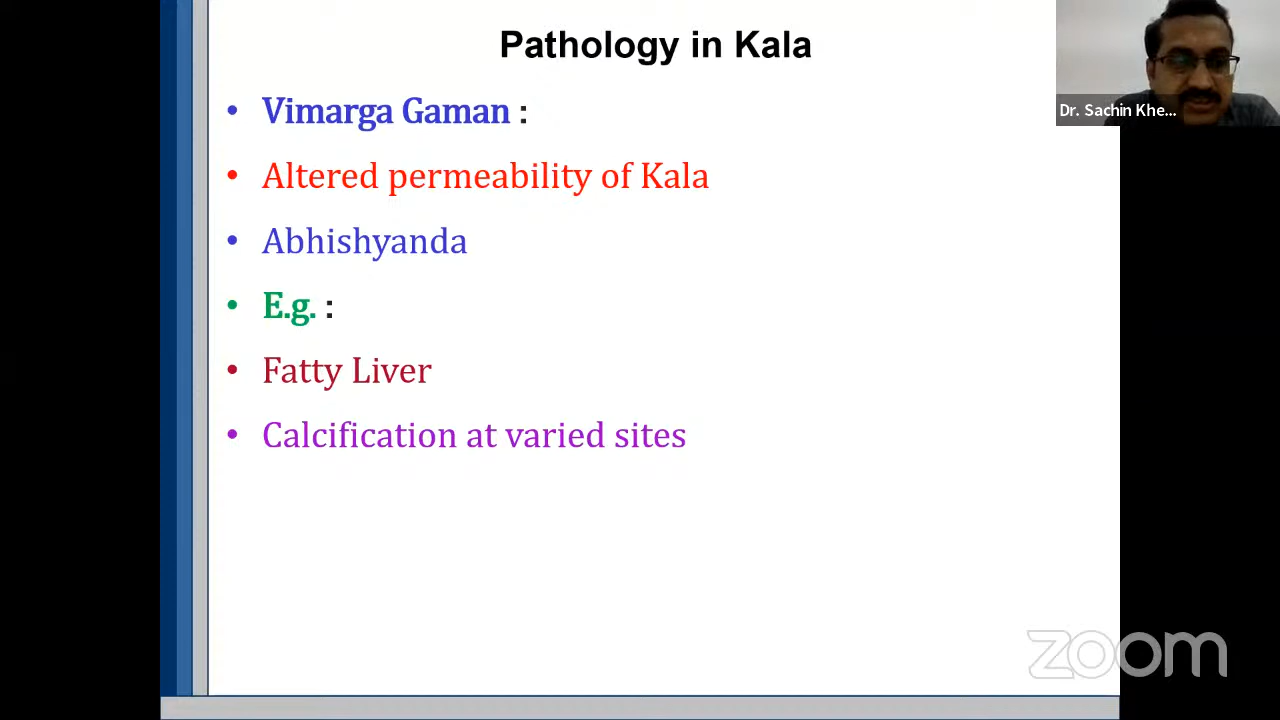 Pathology in Kala
• Vimarga Gaman :
• Altered permeability of Kala
• Abhishyanda
• E.g. :
• Fatty Liver
• Calcification at varied sites
Dr. Sachin Khe...
zoom